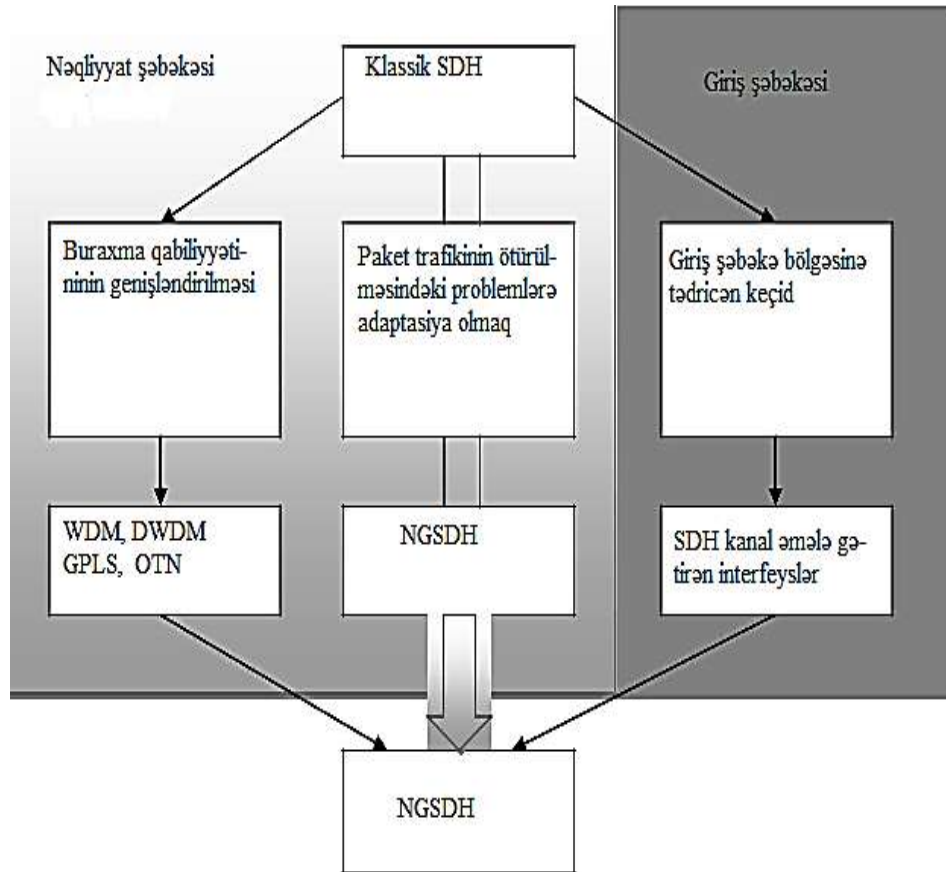 Nəqliyyat şəbəkəsi
Klassik SDH
Giriş şəbəkəsi
Buraxma qabiliyyəti-
ninin genişləndirilməsi
Paket trafikinin ötürül-
məsindəki problemlərə
adaptasiya olmaq
Giriş şəbəkə bölgəsinə
tədricən keçid
WDM, DWDM
GPLS, OTN
NGSDH
SDH kanal əmələ gə-
tirən interfeyslər
NGSDH